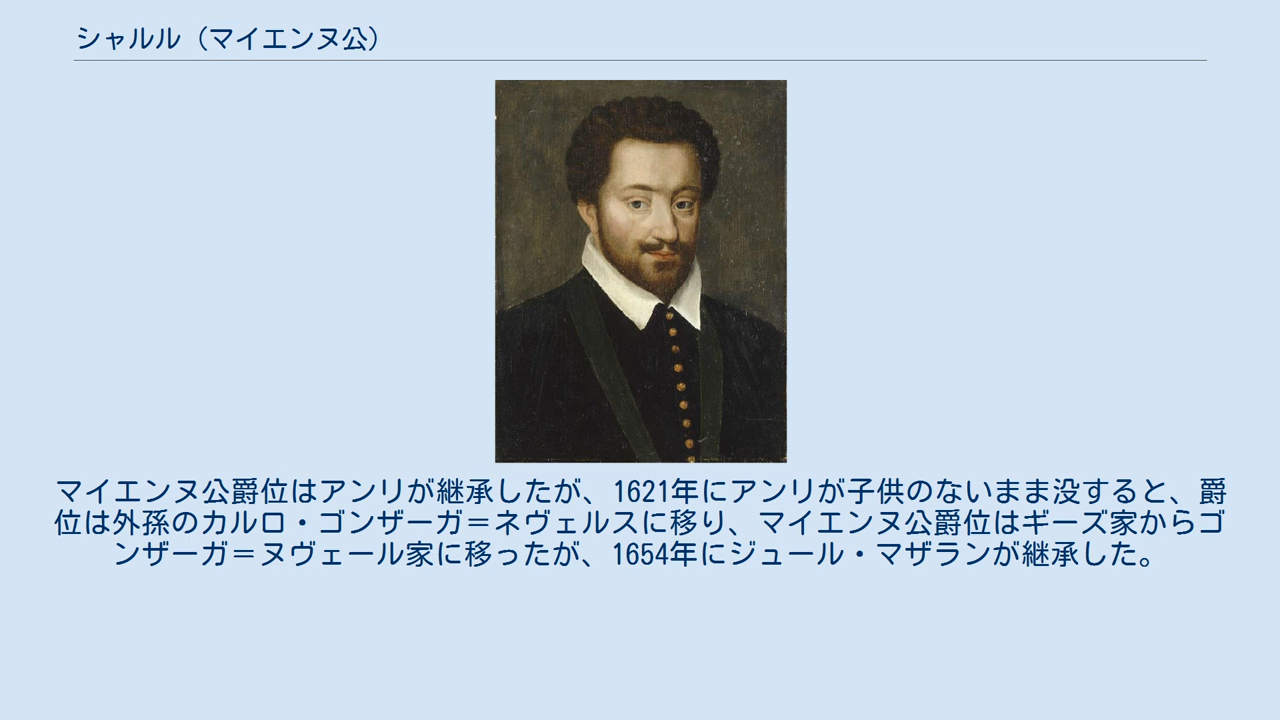 シャルル（マイエンヌ公）
マイエンヌ公爵位はアンリが継承したが、1621年にアンリが子供のないまま没すると、爵
位は外孫のカルロ・ゴンザーガ＝ネヴェルスに移り、マイエンヌ公爵位はギーズ家からゴ
ンザーガ＝ヌヴェール家に移ったが、1654年にジュール・マザランが継承した。